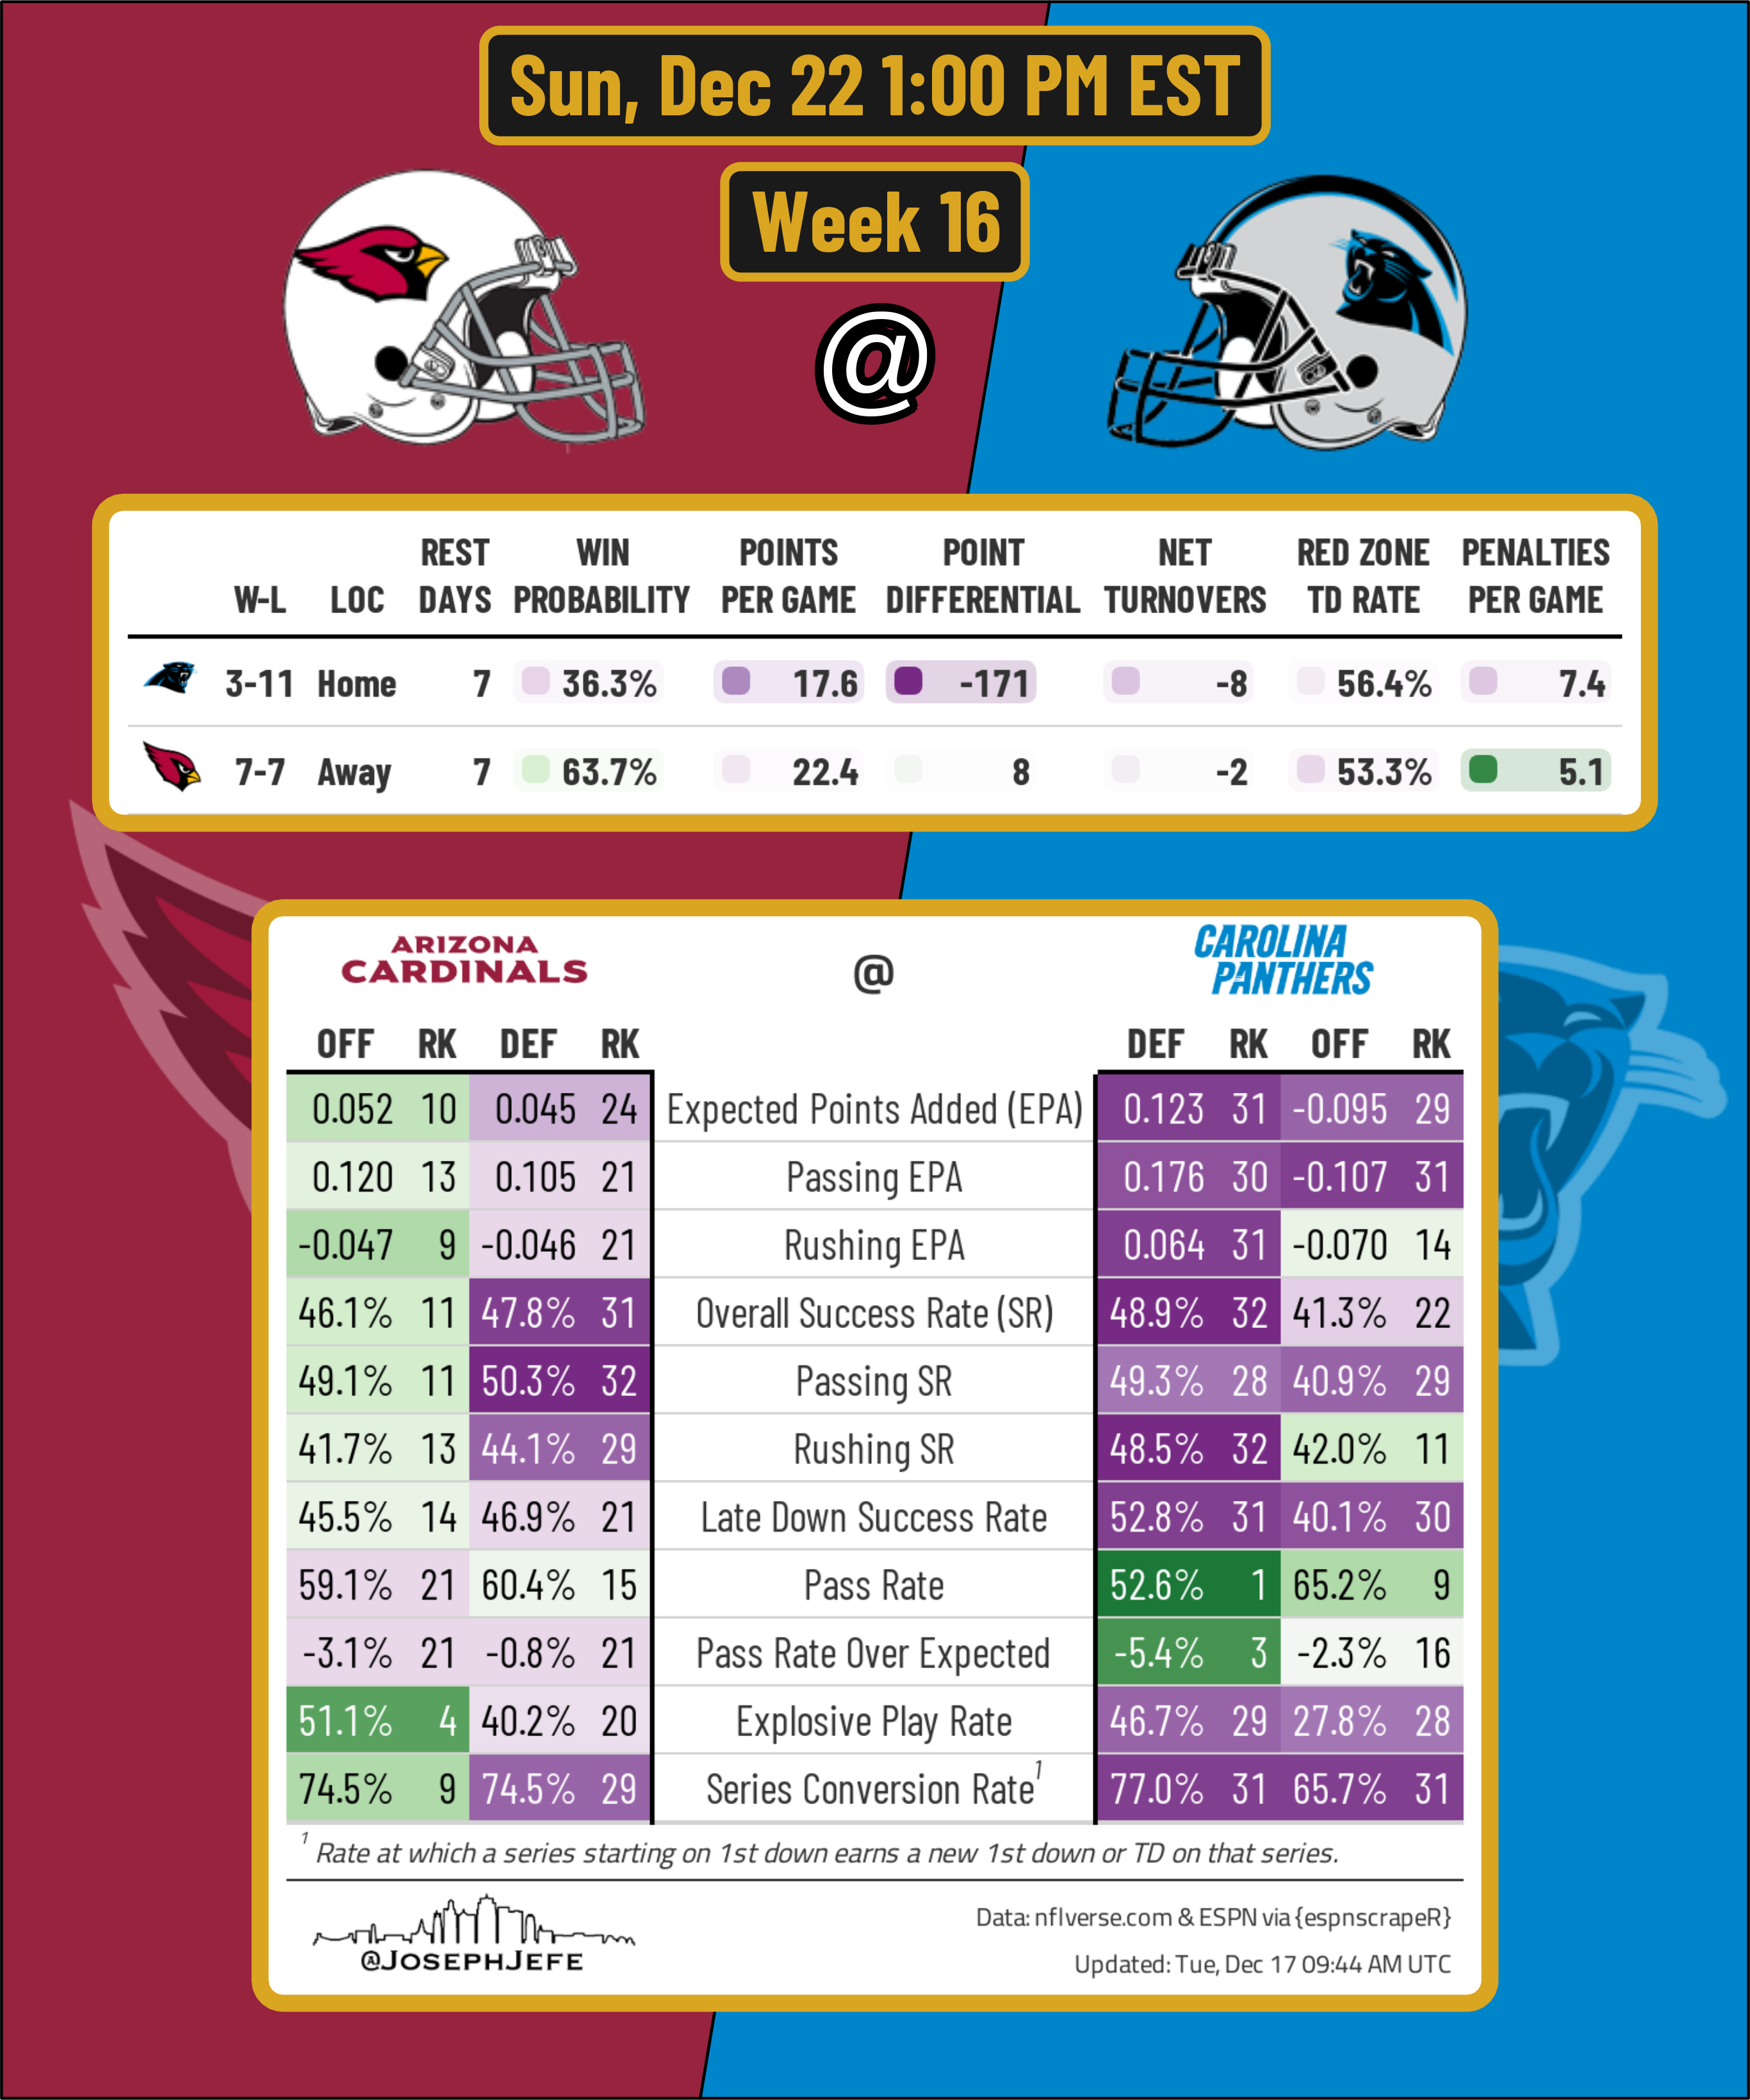 Sun, Dec 22 1:00 PM EST
Week 16
@
REST WIN POINTS POINT NET RED ZONE PENALTIES
W-L LOC DAYS PROBABILITY PER GAME DIFFERENTIAL TURNOVERS TD RATE PER GAME
3-11 Home 7 36.3% 17.6 -171 -8 56.4% 7.4
7-7 Away 7 63.7% 22.4 8 -2 53.3% 5.1
ARIZONA CAROLINA
CARDINALS @ PANTHERS
OFF RK DEF RK DEF RK OFF RK
0.052 10 0.045 24 Expected Points Added (EPA) 0.123 31 -0.095 29
0.120 13 0.105 21 Passing EPA 0.176 30 -0.107 31
-0.047 9 -0.046 21 Rushing EPA 0.064 31 -0.070 14
46.1% 11 47.8% 31 Overall Success Rate (SR) 48.9% 32 41.3% 22
49.1% 11 50.3% 32 Passing SR 49.3% 28 40.9% 29
41.7% 13 44.1% 29 Rushing SR 48.5% 32 42.0% 11
45.5% 14 46.9% 21 Late Down Success Rate 52.8% 31 40.1% 30
59.1% 21 60.4% 15 Pass Rate 52.6% 1 65.2% 9
-3.1% 21 -0.8% 21 Pass Rate Over Expected -5.4% 3 -2.3% 16
51.1% 4 40.2% 20 Explosive Play Rate 46.7% 29 27.8% 28
74.5% 9 74.5% 29 Series Conversion Rate1 77.0% 31 65.7% 31
1 Rate at which a series starting on 1st down earns a new 1st down or TD on that series.
Data: nflverse.com & ESPN via {espnscrapeR}
@JOSEPHJEFE
Updated: Tue, Dec 17 09:44 AM UTC